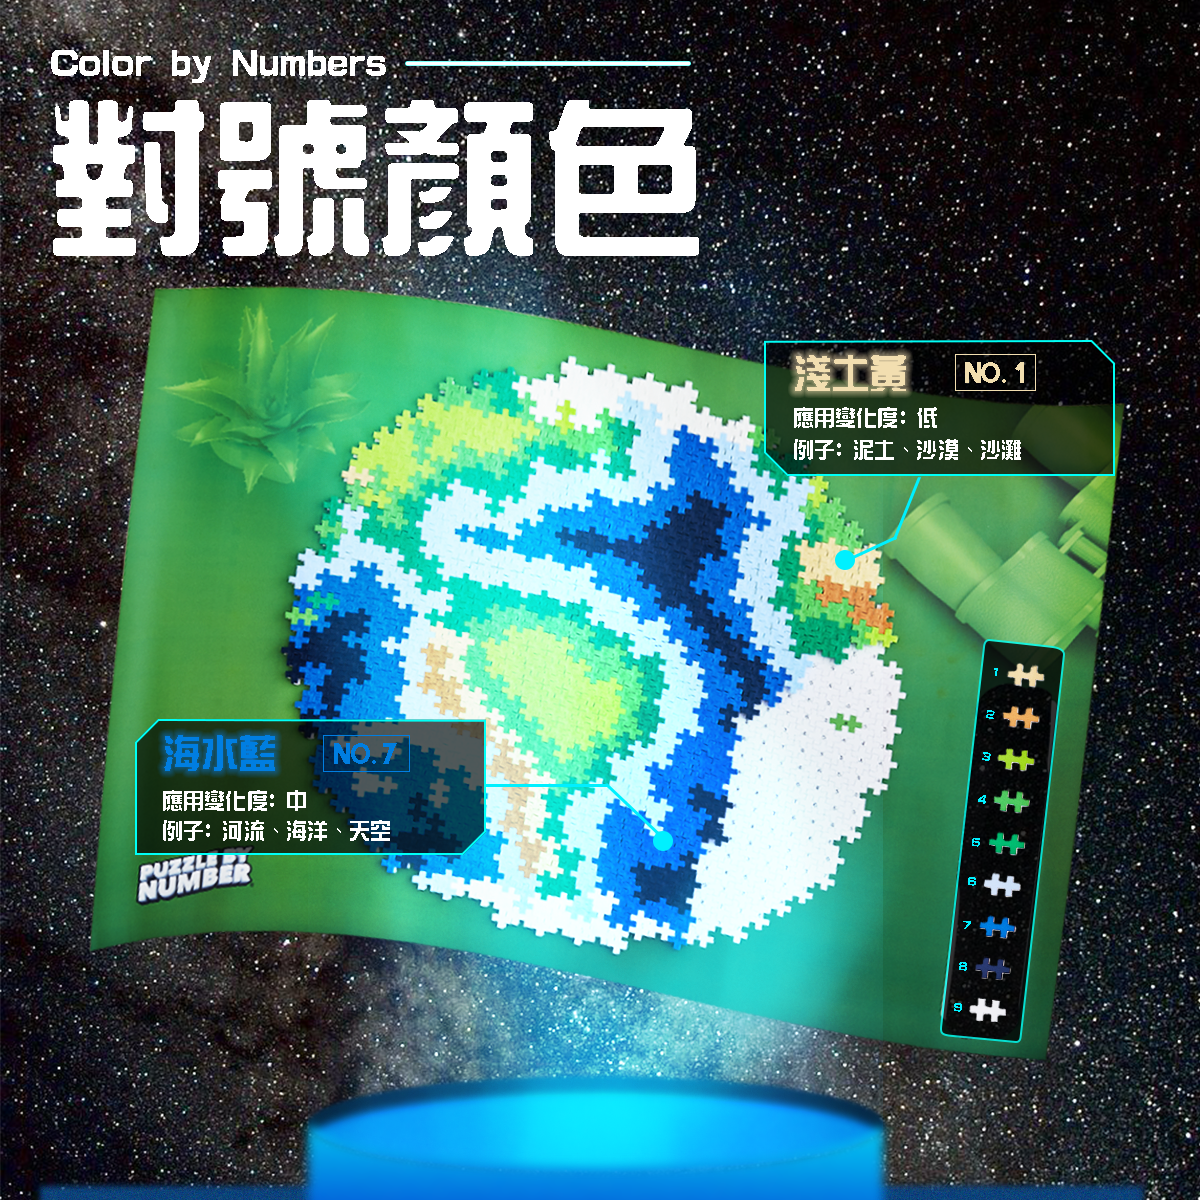 Color by Numbers
對號顏色
淺土黃 NO.1
應用變化度: 低
例子: 泥土、沙漠、沙灘
1
2
3
4
5
6
7
8
9
海水藍 NO.7
應用變化度: 中
例子: 河流、海洋、天空
PUZZLE BY
NUMBER